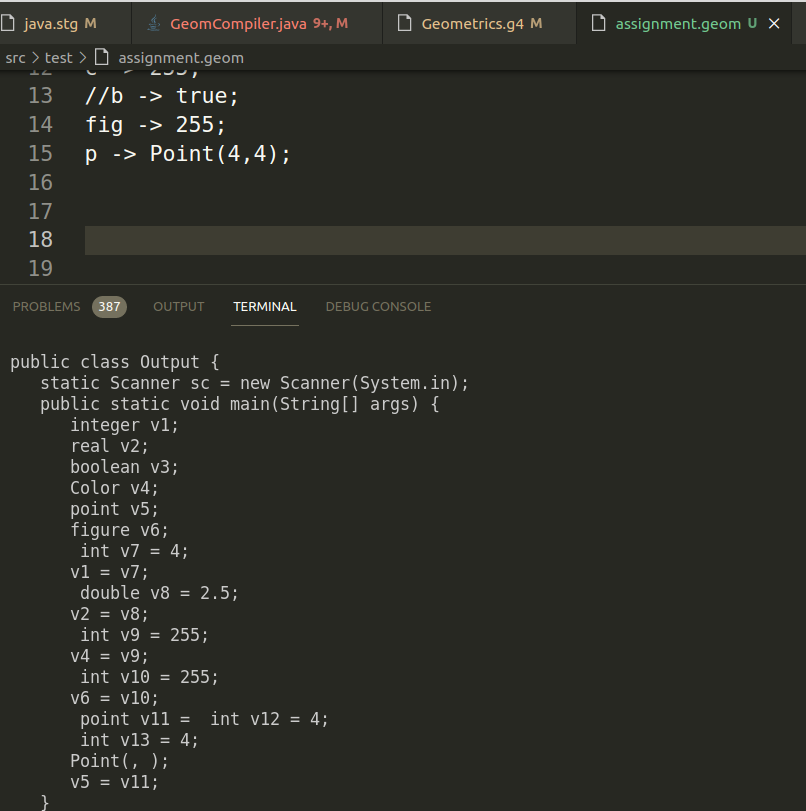 java.stg M GeomCompiler.java 9+, M Geometrics.g4 M assignment.geom U ×
src > test > assignment.geom
12 c -> 255;
13 //b -> true;
14 fig -> 255;
15 p -> Point(4,4);
16
17
18
19
PROBLEMS 387 OUTPUT TERMINAL DEBUG CONSOLE
public class Output {
static Scanner sc = new Scanner(System.in);
public static void main(String[] args) {
integer v1;
real v2;
boolean v3;
Color v4;
point v5;
figure v6;
int v7 = 4;
v1 = v7;
double v8 = 2.5;
v2 = v8;
int v9 = 255;
v4 = v9;
int v10 = 255;
v6 = v10;
point v11 =  int v12 = 4;
int v13 = 4;
Point(, );
v5 = v11;
}